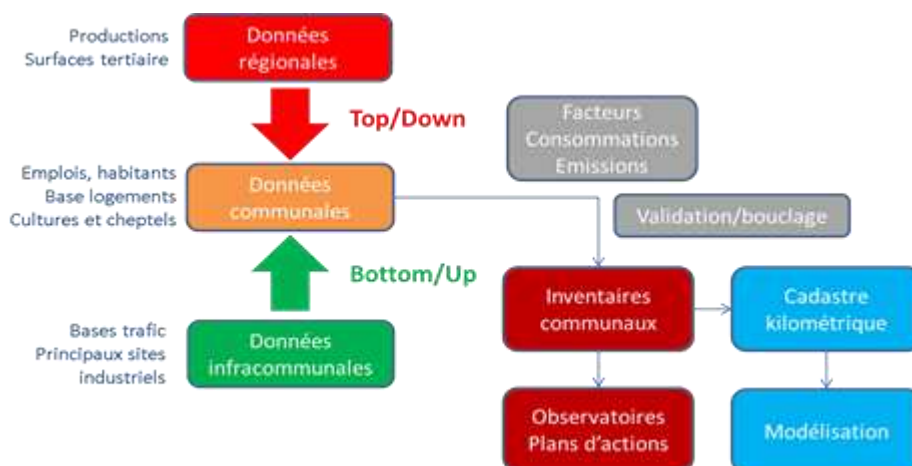 Productions
Surfaces tertiaire
Données
régionales
Top/Down
Facteurs
Consommations
Emissions
Emplois, habitants
Base logements
Cultures et cheptels
Données
communales
Validation/bouclage
Bottom/Up
Inventaires
communaux
Cadastre
kilométrique
Bases trafic
Principaux sites
industriels
Données
infracommunales
Observatoires
Plans d'actions
Modélisation